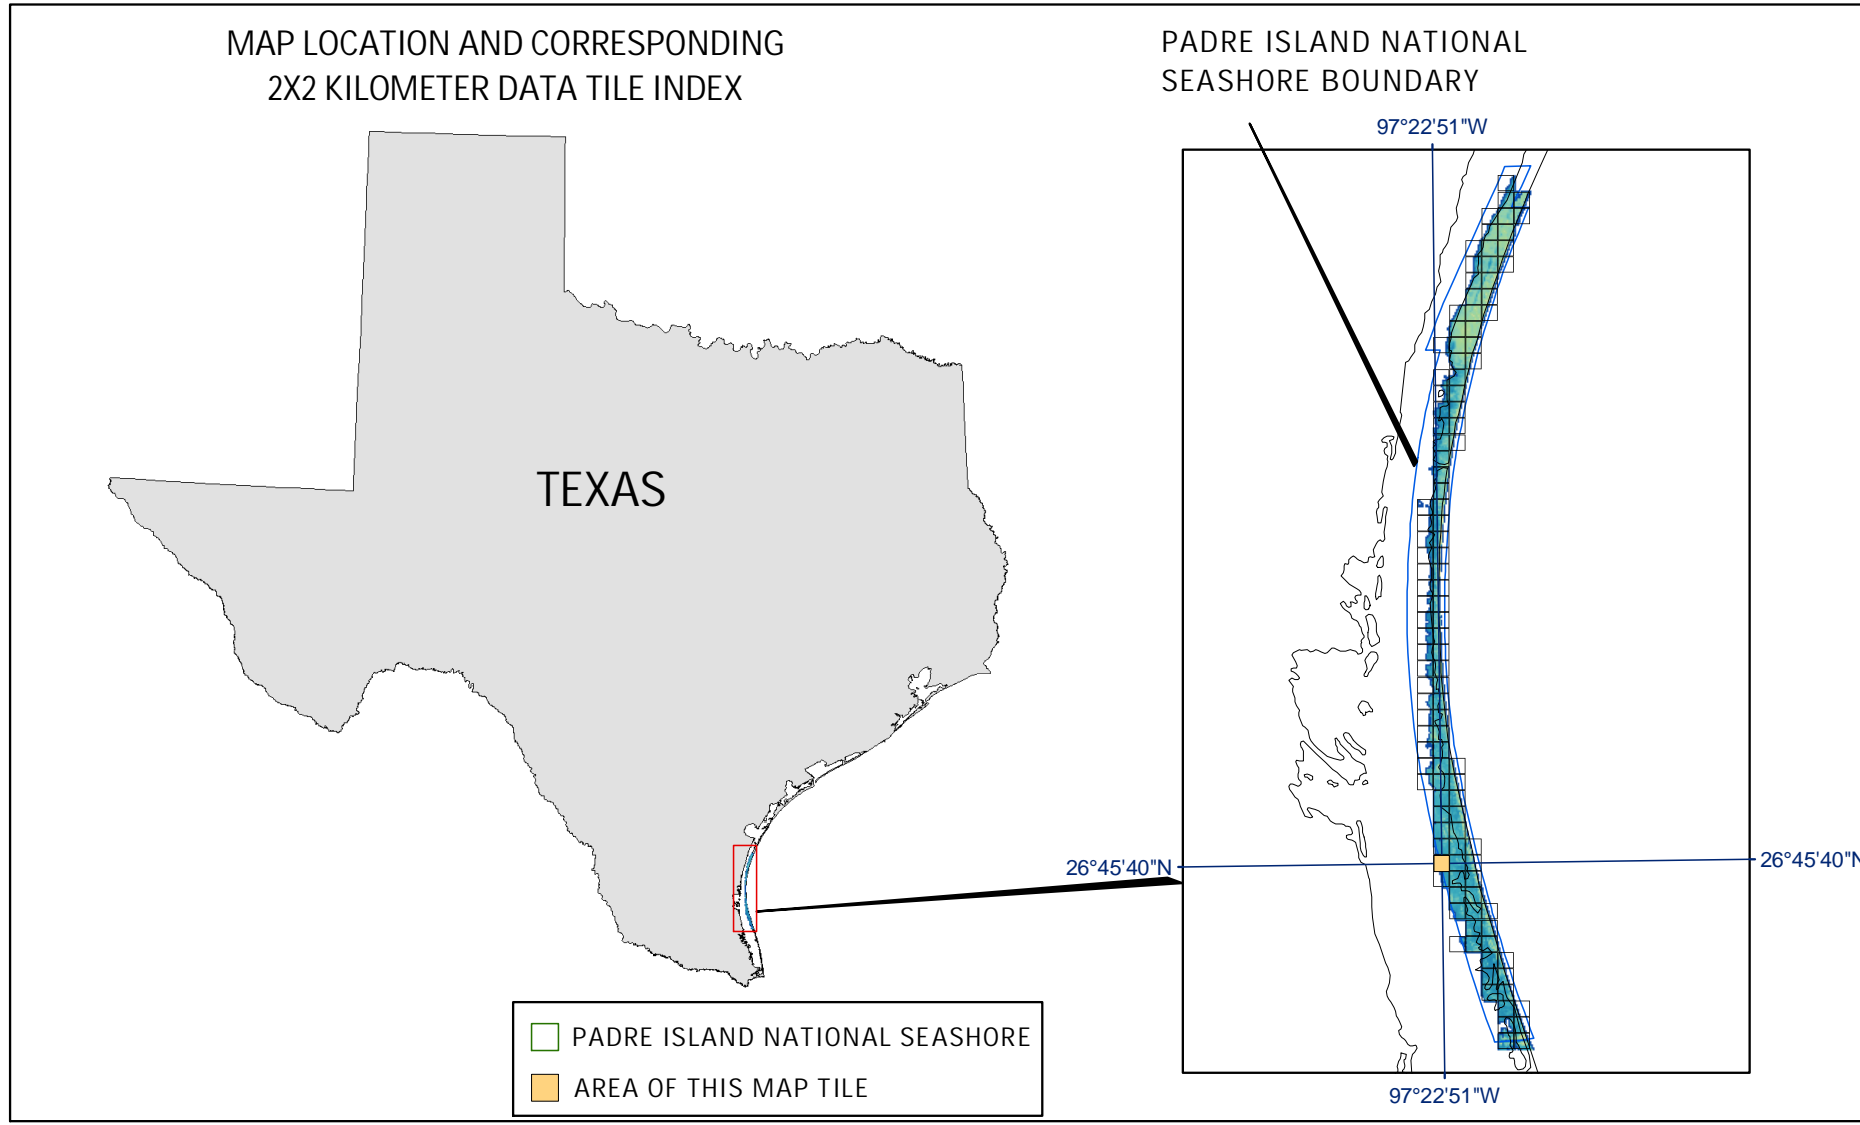 MAP LOCATION AND CORRESPONDING
2X2 KILOMETER DATA TILE INDEX
PADRE ISLAND NATIONAL
SEASHORE BOUNDARY
97°22'51"W
TEXAS
26°45'40"N
26°45'40"N
97°22'51"W
PADRE ISLAND NATIONAL SEASHORE
AREA OF THIS MAP TILE